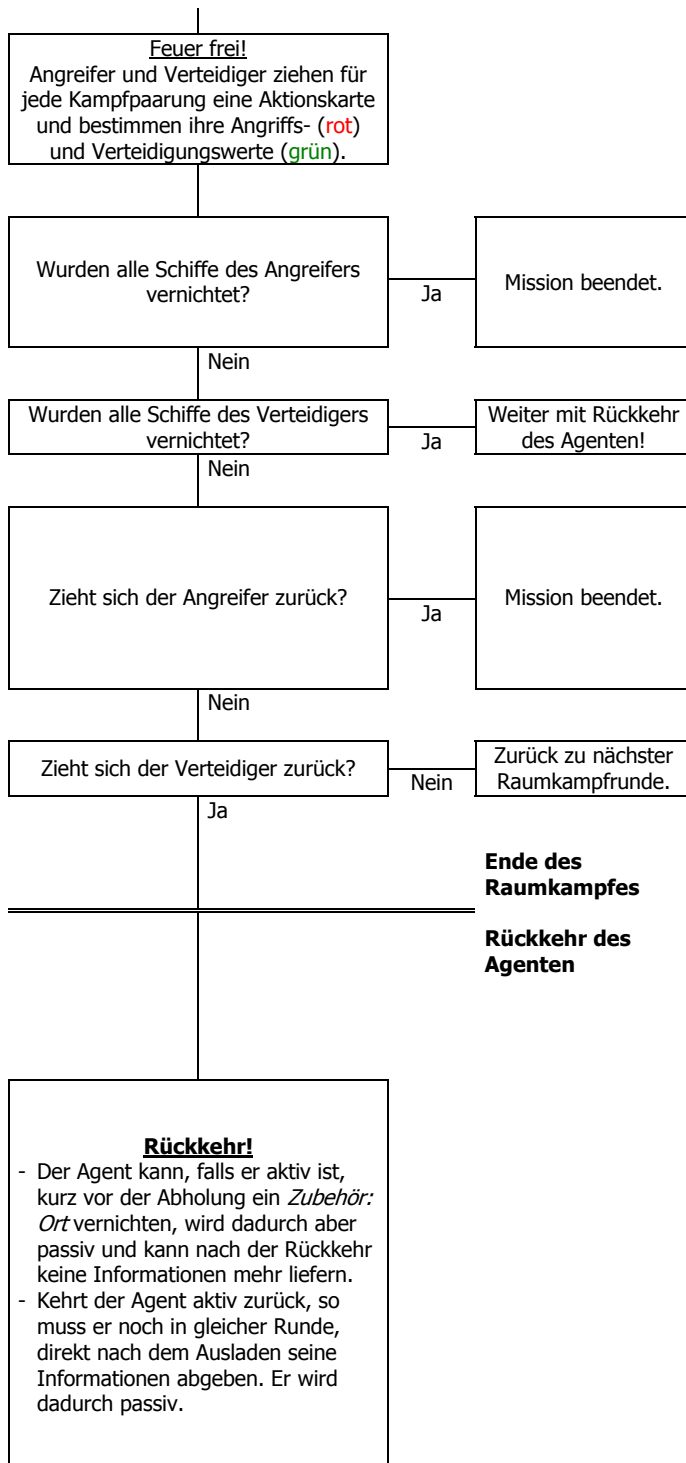 Feuer frei!
Angreifer und Verteidiger ziehen für
jede Kampfpaarung eine Aktionskarte
und bestimmen ihre Angriffs- (rot)
und Verteidigungswerte (grün).
Wurden alle Schiffe des Angreifers
vernichtet?
Ja
Mission beendet.
Nein
Wurden alle Schiffe des Verteidigers
vernichtet?
Ja
Weiter mit Rückkehr
des Agenten!
Nein
Zieht sich der Angreifer zurück?
Ja
Mission beendet.
Nein
Zieht sich der Verteidiger zurück?
Nein
Zurück zu nächster
Raumkampfrunde.
Ja
Ende des
Raumkampfes
Rückkehr des
Agenten
Rückkehr!
- Der Agent kann, falls er aktiv ist,
kurz vor der Abholung ein Zubehör:
Ort vernichten, wird dadurch aber
passiv und kann nach der Rückkehr
keine Informationen mehr liefern.
- Kehrt der Agent aktiv zurück, so
muss er noch in gleicher Runde,
direkt nach dem Ausladen seine
Informationen abgeben. Er wird
dadurch passiv.